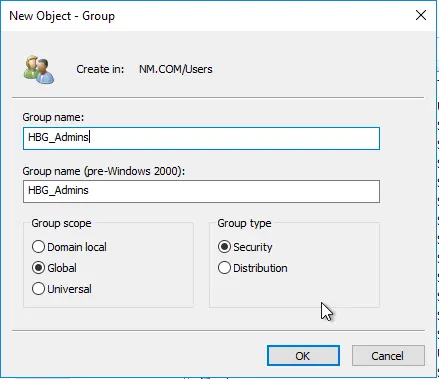 New Object - Group
Create in: NM.COM/Users
Group name:
HBG_Admins
Group name (pre-Windows 2000):
HBG_Admins
Group scope
Domain local
Global
Universal
Group type
Security
Distribution
OK
Cancel